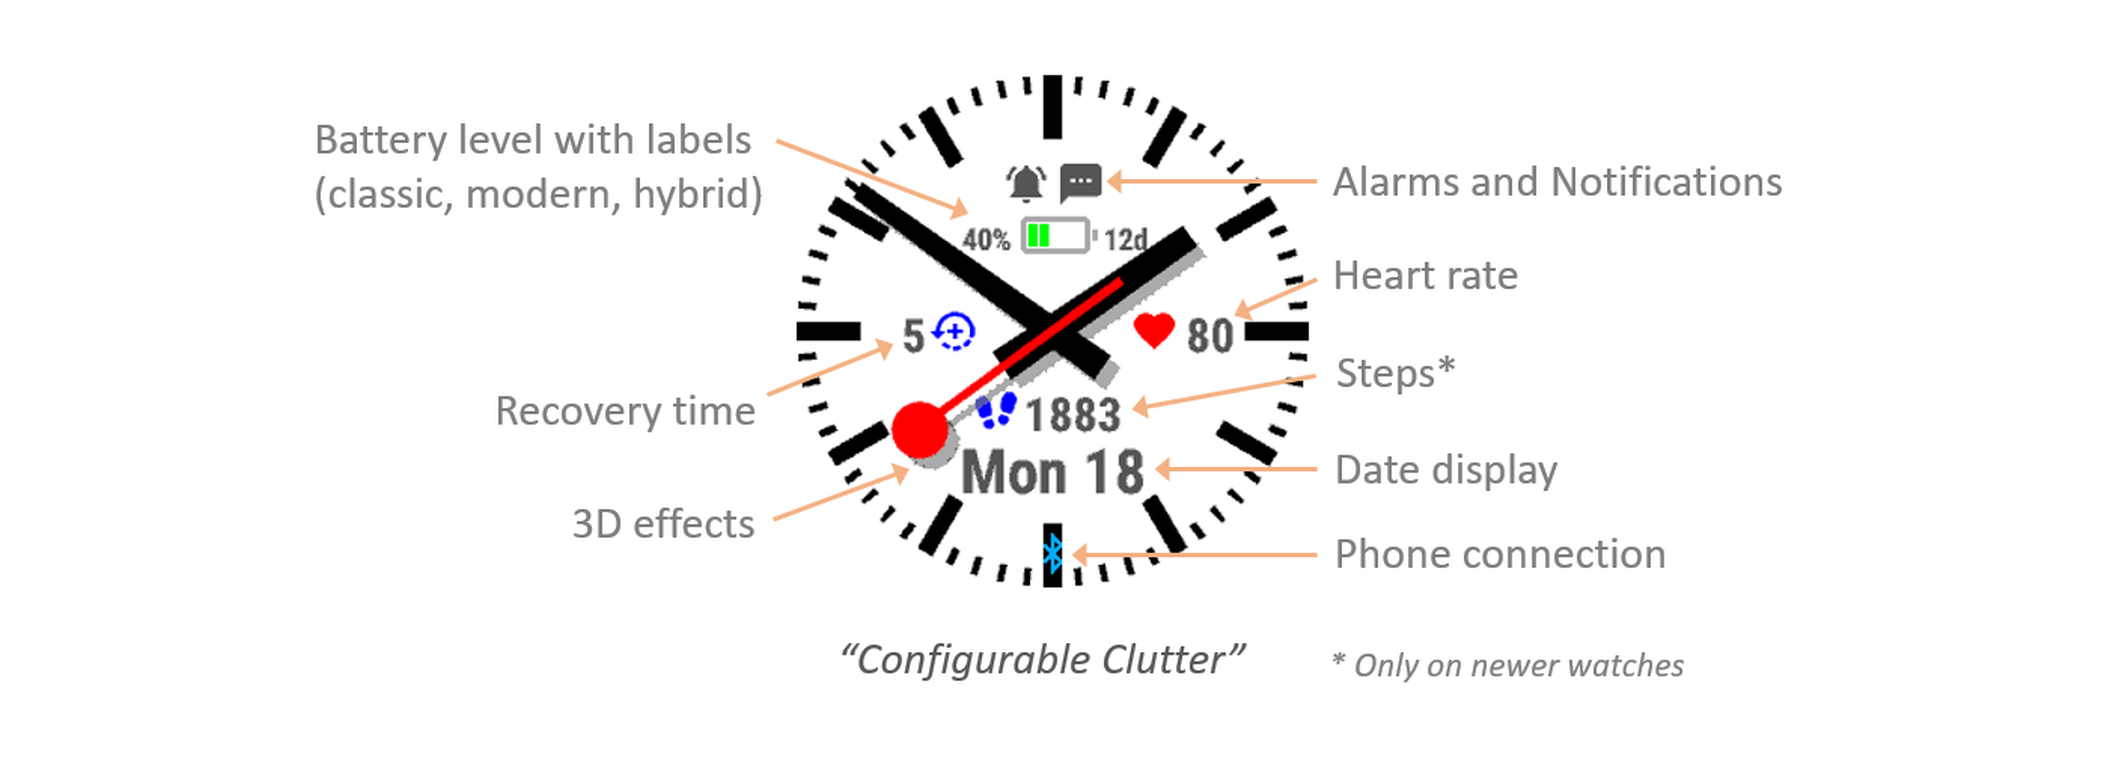 Battery level with labels
(classic, modern, hybrid)
Alarms and Notifications
40% 12d
Heart rate
5 80
Recovery time
Steps*
1883
Mon 18
Date display
3D effects
Phone connection
“Configurable Clutter”
* Only on newer watches